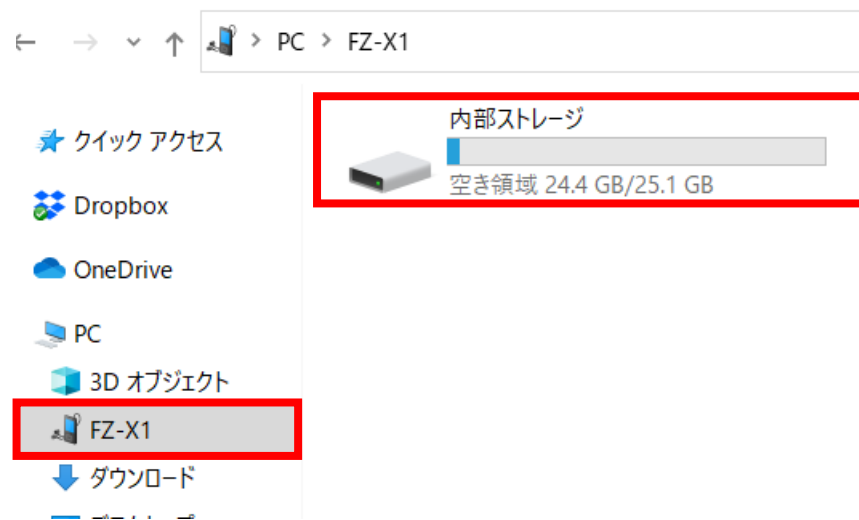 PC > FZ-X1
内部ストレージ
空き領域 24.4 GB/25.1 GB
クイック アクセス
Dropbox
OneDrive
PC
3D オブジェクト
FZ-X1
ダウンロード